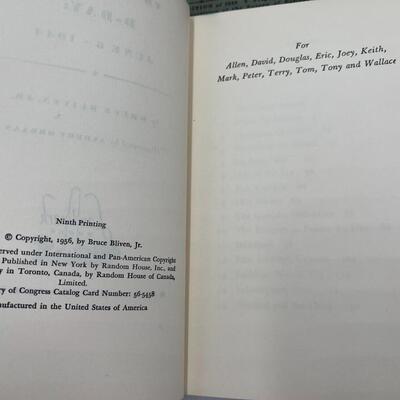 Ninth Printing
© Copyright, 1956, by Bruce Bliven, Jr.
served under International and Pan-American Copyright
Published in New York by Random House, Inc., and
y in Toronto, Canada, by Random House of Canada,
Limited.
ry of Congress Catalog Card Number: 56-5458
nufactured in the United States of America
For
Allen, David, Douglas, Eric, Joey, Keith,
Mark, Peter, Terry, Tom, Tony and Wallace